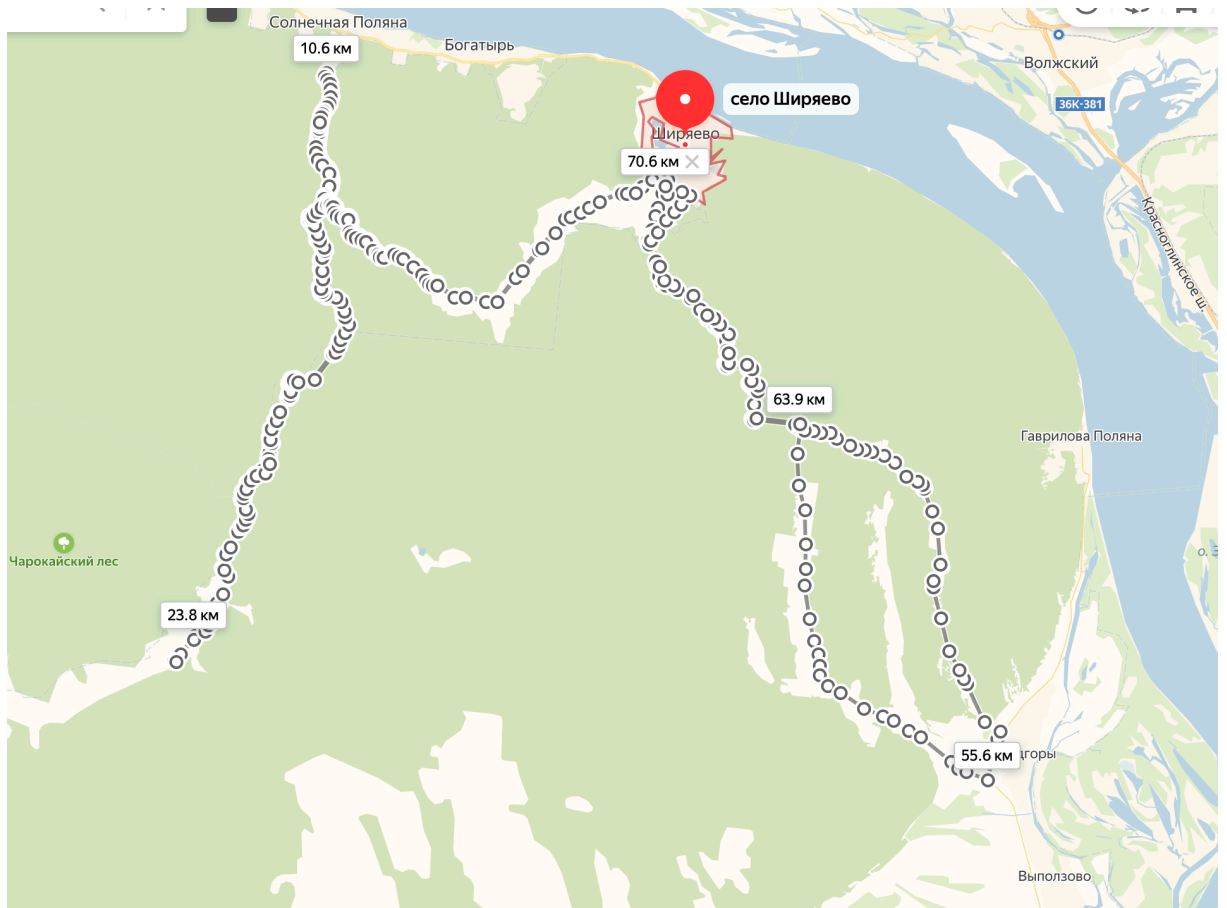 Солнечная Поляна
10.6 км
Богатырь
Волжский
36К-381
село Ширяево
Ширяево
70.6 км
Красноглинское ш.
63.9 км
Гаврилова Поляна
Чарокайский лес
23.8 км
55.6 км
Выползово